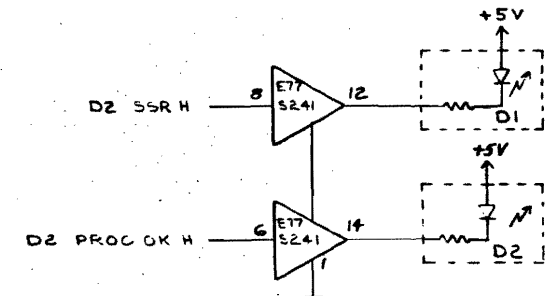 +5V
D2 SSR H
8
E77
S241
12
D1
+5V
D2 PROC OK H
6
E77
S241
14
1
D2